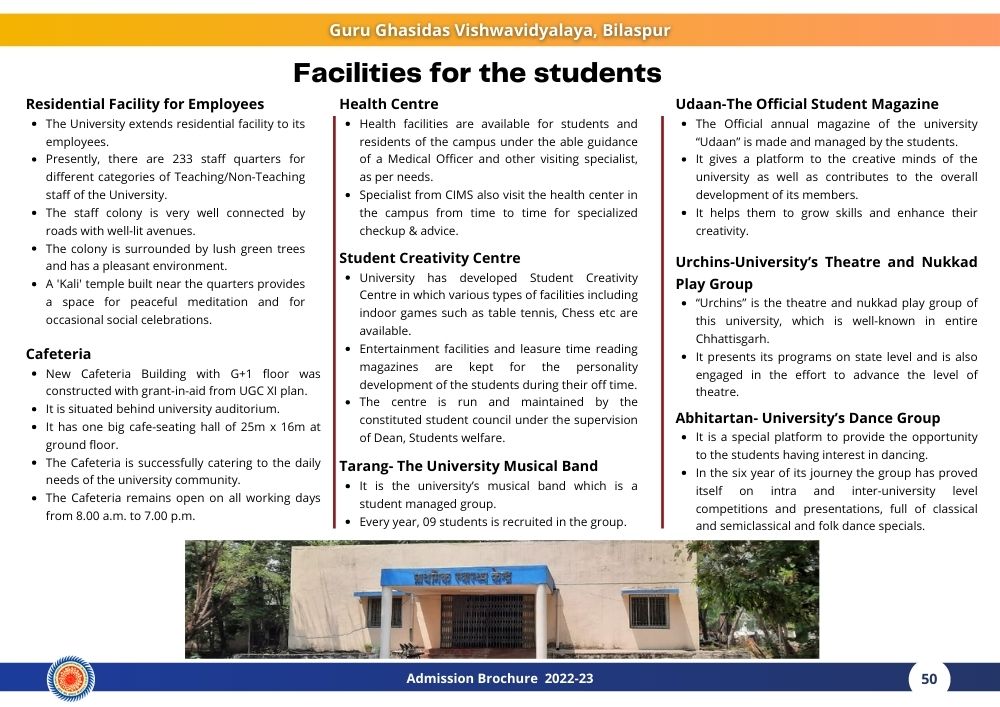 Guru Ghasidas Vishwavidyalaya, Bilaspur
Facilities for the students
Residential Facility for Employees
• The University extends residential facility to its
employees.
• Presently, there are 233 staff quarters for
different categories of Teaching/Non-Teaching
staff of the University.
• The staff colony is very well connected by
roads with well-lit avenues.
• The colony is surrounded by lush green trees
and has a pleasant environment.
• A 'Kali' temple built near the quarters provides
a space for peaceful meditation and for
occasional social celebrations.
Cafeteria
• New Cafeteria Building with G+1 floor was
constructed with grant-in-aid from UGC XI plan.
• It is situated behind university auditorium.
• It has one big cafe-seating hall of 25m x 16m at
ground floor.
• The Cafeteria is successfully catering to the daily
needs of the university community.
• The Cafeteria remains open on all working days
from 8.00 a.m. to 7.00 p.m.
Health Centre
• Health facilities are available for students and
residents of the campus under the able guidance
of a Medical Officer and other visiting specialist,
as per needs.
• Specialist from CIMS also visit the health center in
the campus from time to time for specialized
checkup & advice.
Student Creativity Centre
• University has developed Student Creativity
Centre in which various types of facilities including
indoor games such as table tennis, Chess etc are
available.
• Entertainment facilities and leasure time reading
magazines are kept for the personality
development of the students during their off time.
• The centre is run and maintained by the
constituted student council under the supervision
of Dean, Students welfare.
Tarang- The University Musical Band
• It is the university's musical band which is a
student managed group.
• Every year, 09 students is recruited in the group.
Udaan-The Official Student Magazine
• The Official annual magazine of the university
“Udaan” is made and managed by the students.
• It gives a platform to the creative minds of the
university as well as contributes to the overall
development of its members.
• It helps them to grow skills and enhance their
creativity.
Urchins-University’s Theatre and Nukkad
Play Group
• “Urchins” is the theatre and nukkad play group of
this university, which is well-known in entire
Chhattisgarh.
• It presents its programs on state level and is also
engaged in the effort to advance the level of
theatre.
Abhitartan- University’s Dance Group
• It is a special platform to provide the opportunity
to the students having interest in dancing.
• In the six year of its journey the group has proved
itself on intra and inter-university level
competitions and presentations, full of classical
and semiclassical and folk dance specials.
प्राथमिक स्वास्थ्य केन्द्र
Admission Brochure 2022-23
50